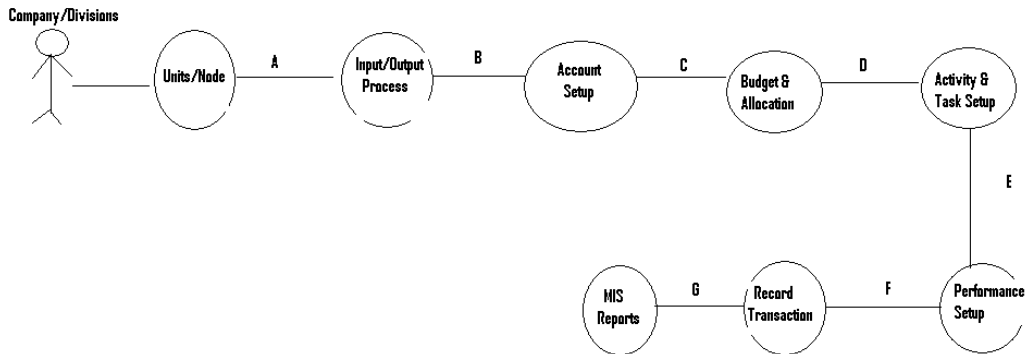 Company/Divisions
Units/Node
A
Input/Output
Process
B
Account
Setup
C
Budget &
Allocation
D
Activity &
Task Setup
E
MIS
Reports
G
Record
Transaction
F
Performance
Setup